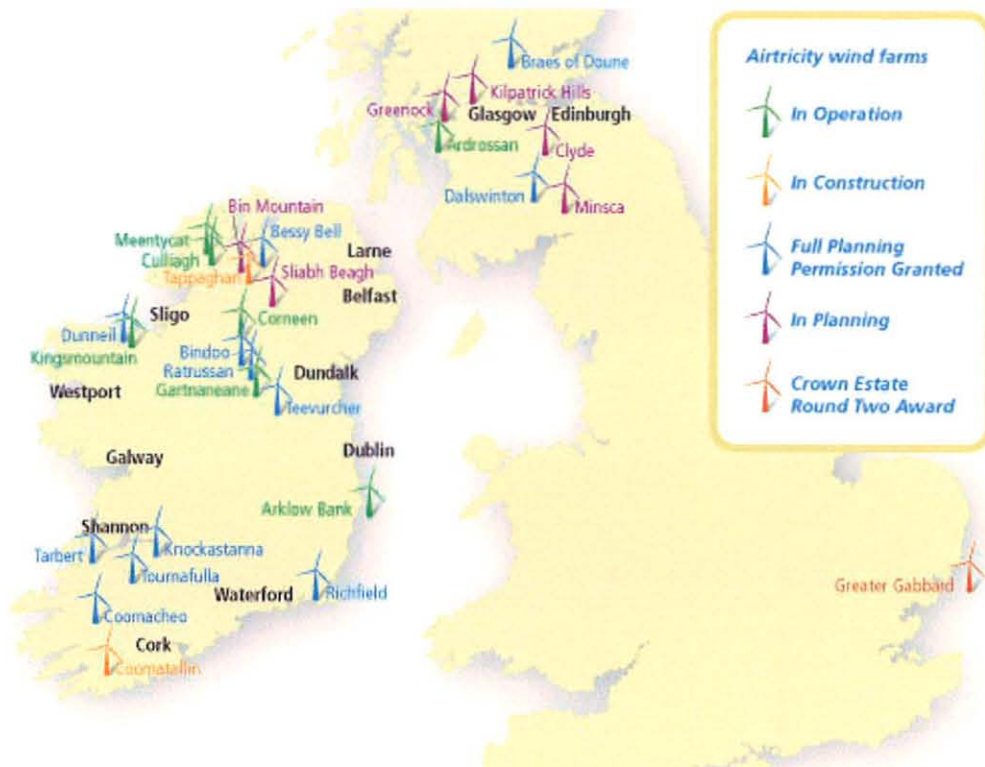 Braes of Doune
Kilpatrick Hills
Greenock
Glasgow
Edinburgh
Ardrossan
Clyde
Dalswinton
Minsca
Bin Mountain
Meentycat
Bessy Bell
Larne
Culliagh
Tappaghan
Sliabh Beagh
Belfast
Sligo
Corneen
Dunneil
Kingsmountain
Bindoo
Ratrussan
Dundalk
Gartnaneane
Westport
Teevurcher
Dublin
Galway
Arklow Bank
Shannon
Tarbert
Knockastanna
Tournafulla
Waterford
Richfield
Coomacheo
Cork
Coomatallin
Greater Gabbard
Airtricity wind farms
In Operation
In Construction
Full Planning
Permission Granted
In Planning
Crown Estate
Round Two Award